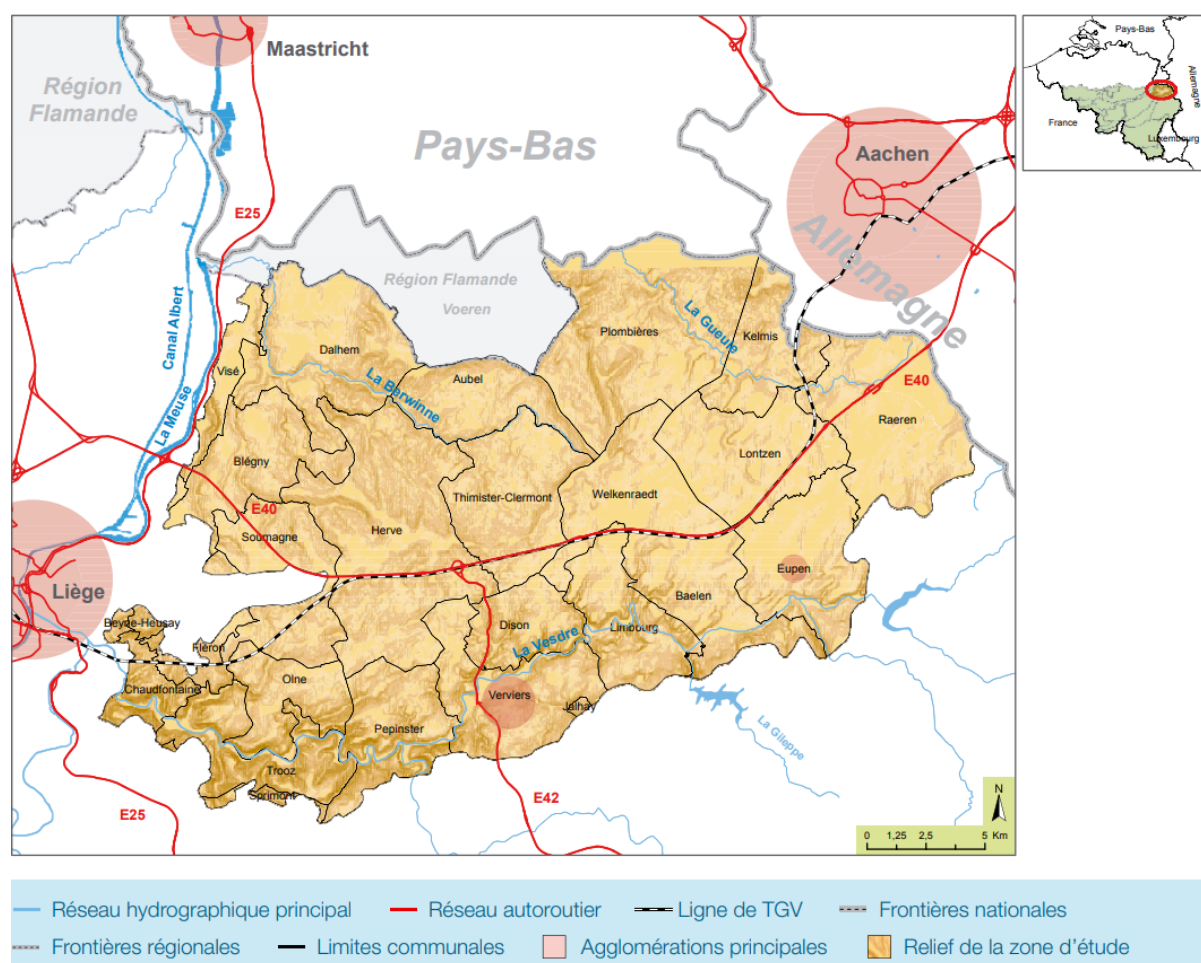 Maastricht
Région
Flamande
Pays-Bas
Aachen
Allemagne
E25
Canal Albert
La Meuse
Région Flamande
Voeren
Plombières
La Gueule
Kelmis
Dalhem
Visé
La Berwinne
Aubel
E40
Raeren
Blégny
Lontzen
Thimister-Clermont
Welkenraedt
E40
Soumagne
Herve
Liège
Eupen
Baelen
Beyne-Heusay
Dison
Limbourg
La Vesdre
Fléron
Olne
Chaudfontaine
Verviers
Jalhay
Pepinster
La Gileppe
Trooz
Sprimont
E25
E42
N
0 1,25 2,5 5 Km
Pays-Bas
Allemagne
France
Luxembourg
Réseau hydrographique principal
Réseau autoroutier
Ligne de TGV
Frontières nationales
Frontières régionales
Limites communales
Agglomérations principales
Relief de la zone d'étude